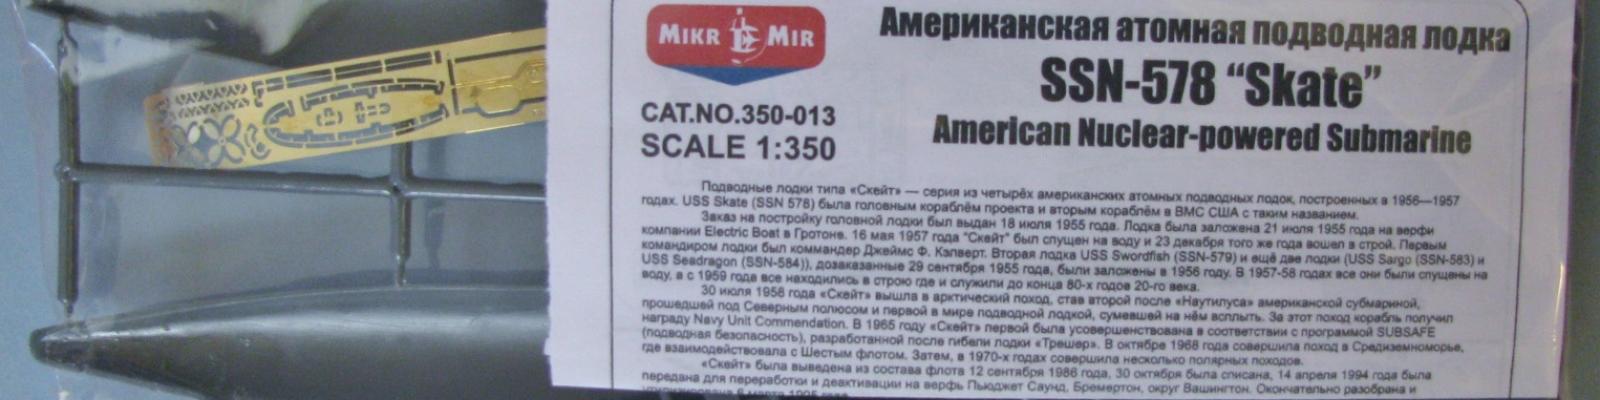 MIKR MIR
CAT.NO.350-013
SCALE 1:350
Американская атомная подводная лодка
SSN-578 “Skate”
American Nuclear-powered Submarine
Подводные лодки типа «Скейт» — серия из четырёх американских атомных подводных лодок, построенных в 1956—1957
годах. USS Skate (SSN 578) была головным кораблём проекта и вторым кораблём в ВМС США с таким названием.
Заказ на постройку головной лодки был выдан 18 июля 1955 года. Лодка была заложена 21 июля 1955 года на верфи
компании Electric Boat в Гротоне. 16 мая 1957 года "Скейт" был спущен на воду и 23 декабря того же года вошел в строй. Первым
командиром лодки был коммандер Джеймс Ф. Кэлверт. Вторая лодка USS Swordfish (SSN-579) и ещё две лодки (USS Sargo (SSN-583) и
USS Seadragon (SSN-584)), дозаказанные 29 сентября 1955 года, были заложены в 1956 году. В 1957-58 годах все они были спущены на
воду, а с 1959 года все находились в строю где и служили до конца 80-х годов 20-го века.
30 июля 1958 года «Скейт» вышла в арктический поход, став второй после «Наутилуса» американской субмариной,
прошедшей под Северным полюсом и первой в мире подводной лодкой, сумевшей на нём всплыть. За этот поход корабль получил
награду Navy Unit Commendation. В 1965 году «Скейт» первой была усовершенствована в соответствии с программой SUBSAFE
(подводная безопасность), разработанной после гибели лодки «Трешер». В октябре 1968 года совершила поход в Средиземноморье,
где взаимодействовала с Шестым флотом. Затем, в 1970-х годах совершила несколько полярных походов.
«Скейт» была выведена из состава флота 12 сентября 1986 года, 30 октября была списана, 14 апреля 1994 года была
передана для переработки и деактивации на верфь Пьюджет Саунд, Бремертон, округ Вашингтон. Окончательно разобрана и
утилизирована 6 марта 1995 года.